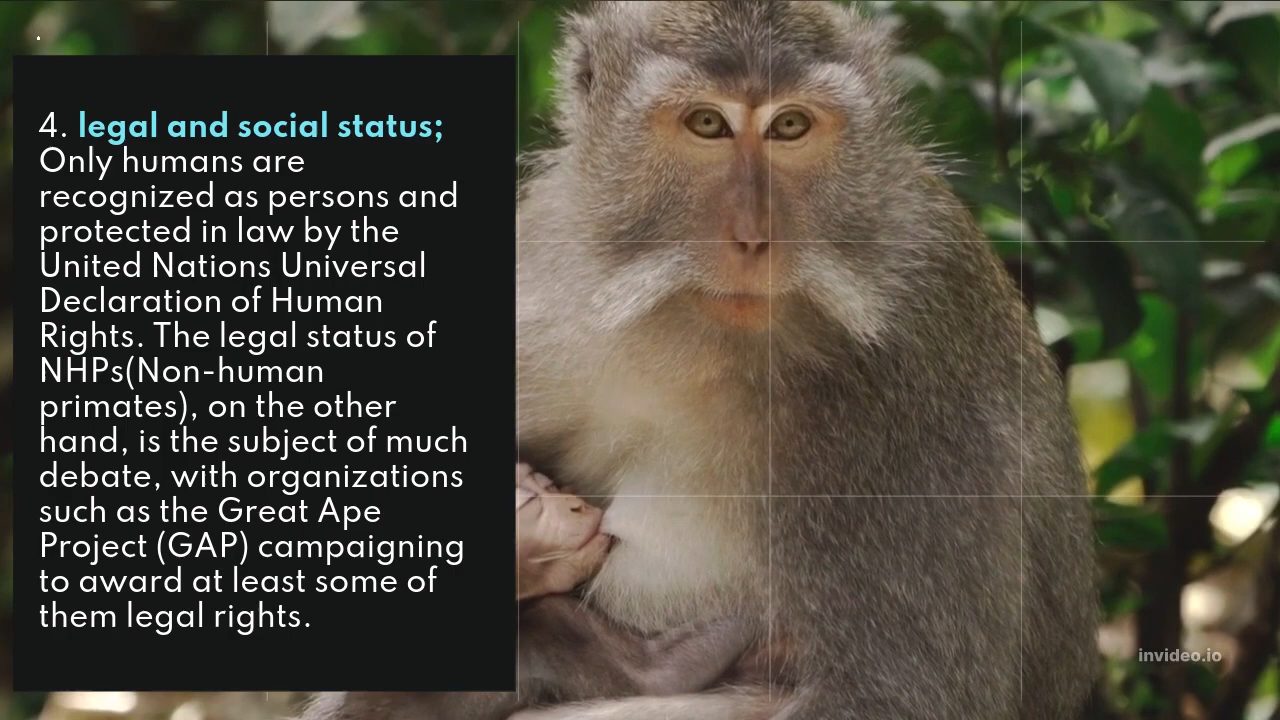 4. legal and social status;
Only humans are
recognized as persons and
protected in law by the
United Nations Universal
Declaration of Human
Rights. The legal status of
NHPs(Non-human
primates), on the other
hand, is the subject of much
debate, with organizations
such as the Great Ape
Project (GAP) campaigning
to award at least some of
them legal rights.
invideo.io